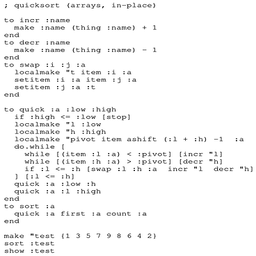 ; quicksort (arrays, in-place)
to incr :name
make :name (thing :name) + 1
end
to decr :name
make :name (thing :name) - 1
end
to swap :i :j :a
localmake "t item :i :a
setitem :i :a item :j :a
setitem :j :a :t
end
to quick :a :low :high
if :high <= :low [stop]
localmake "l :low
localmake "h :high
localmake "pivot item ashift (:l + :h) -1 :a
do.while [
while [(item :l :a) < :pivot] [incr "l]
while [(item :h :a) > :pivot] [decr "h]
if :l <= :h [swap :l :h :a incr "l decr "h]
] [:l <= :h]
quick :a :low :h
quick :a :l :high
end
to sort :a
quick :a first :a count :a
end
make "test {1 3 5 7 9 8 6 4 2}
sort :test
show :test